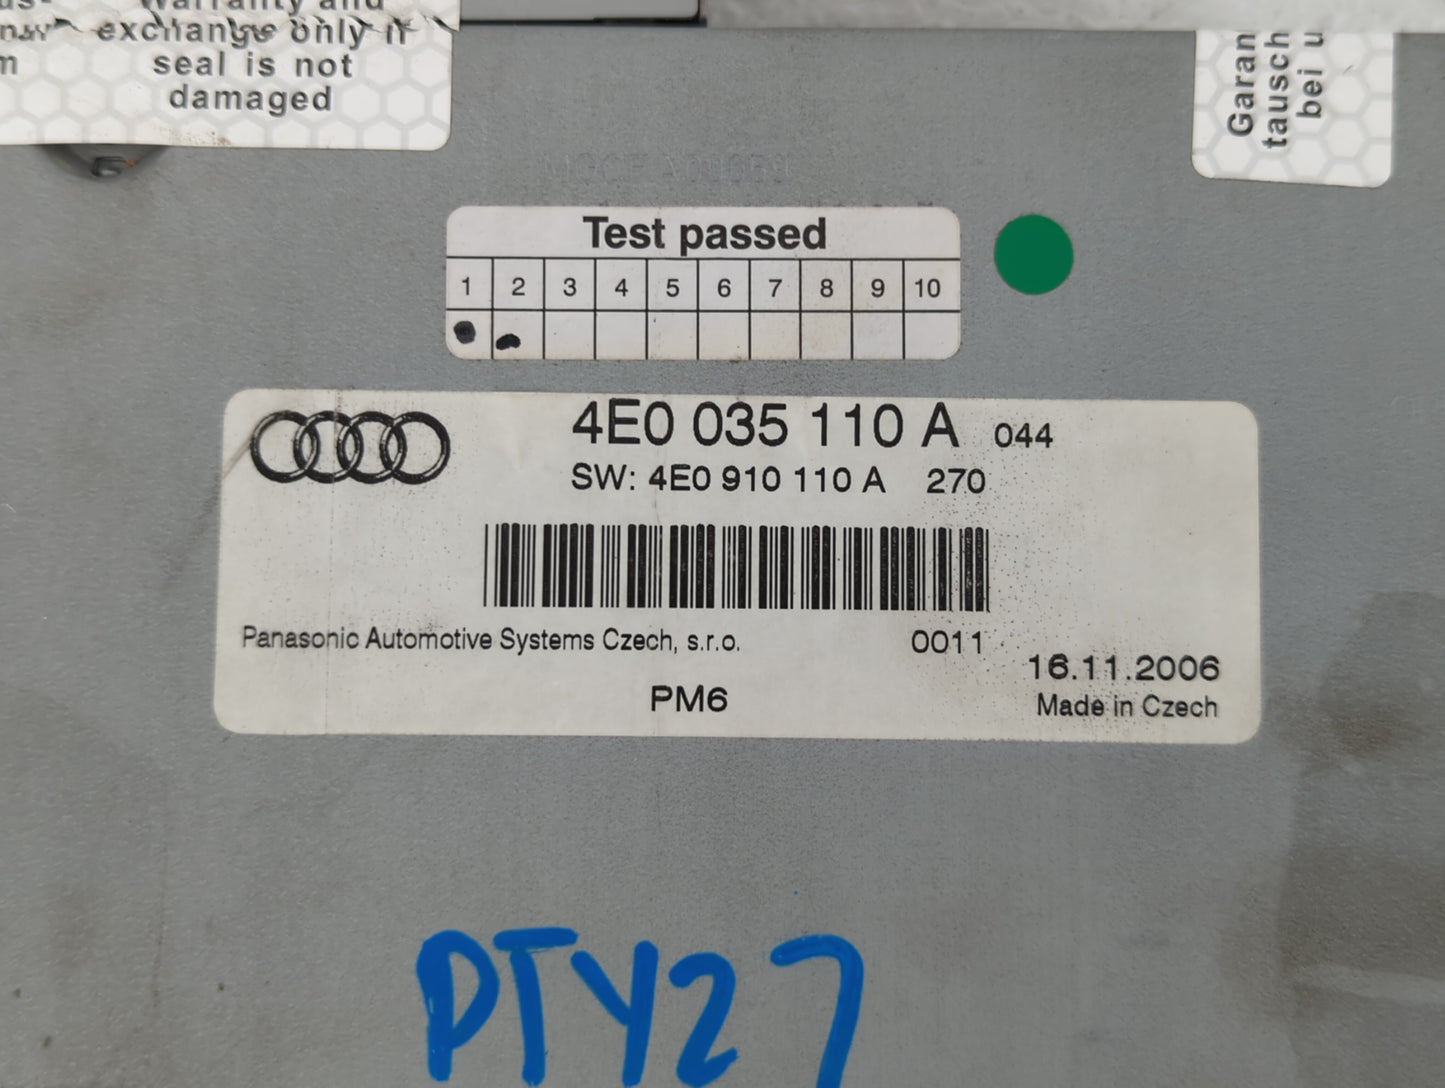 Warranty and
exchange only if
seal is not
damaged
Garan
tausch
bei u
Test passed
1 2 3 4 5 6 7 8 9 10
4E0 035 110 A 044
SW: 4E0 910 110 A 270
Panasonic Automotive Systems Czech, s.r.o. 0011
16.11.2006
PM6
Made in Czech
PTY27